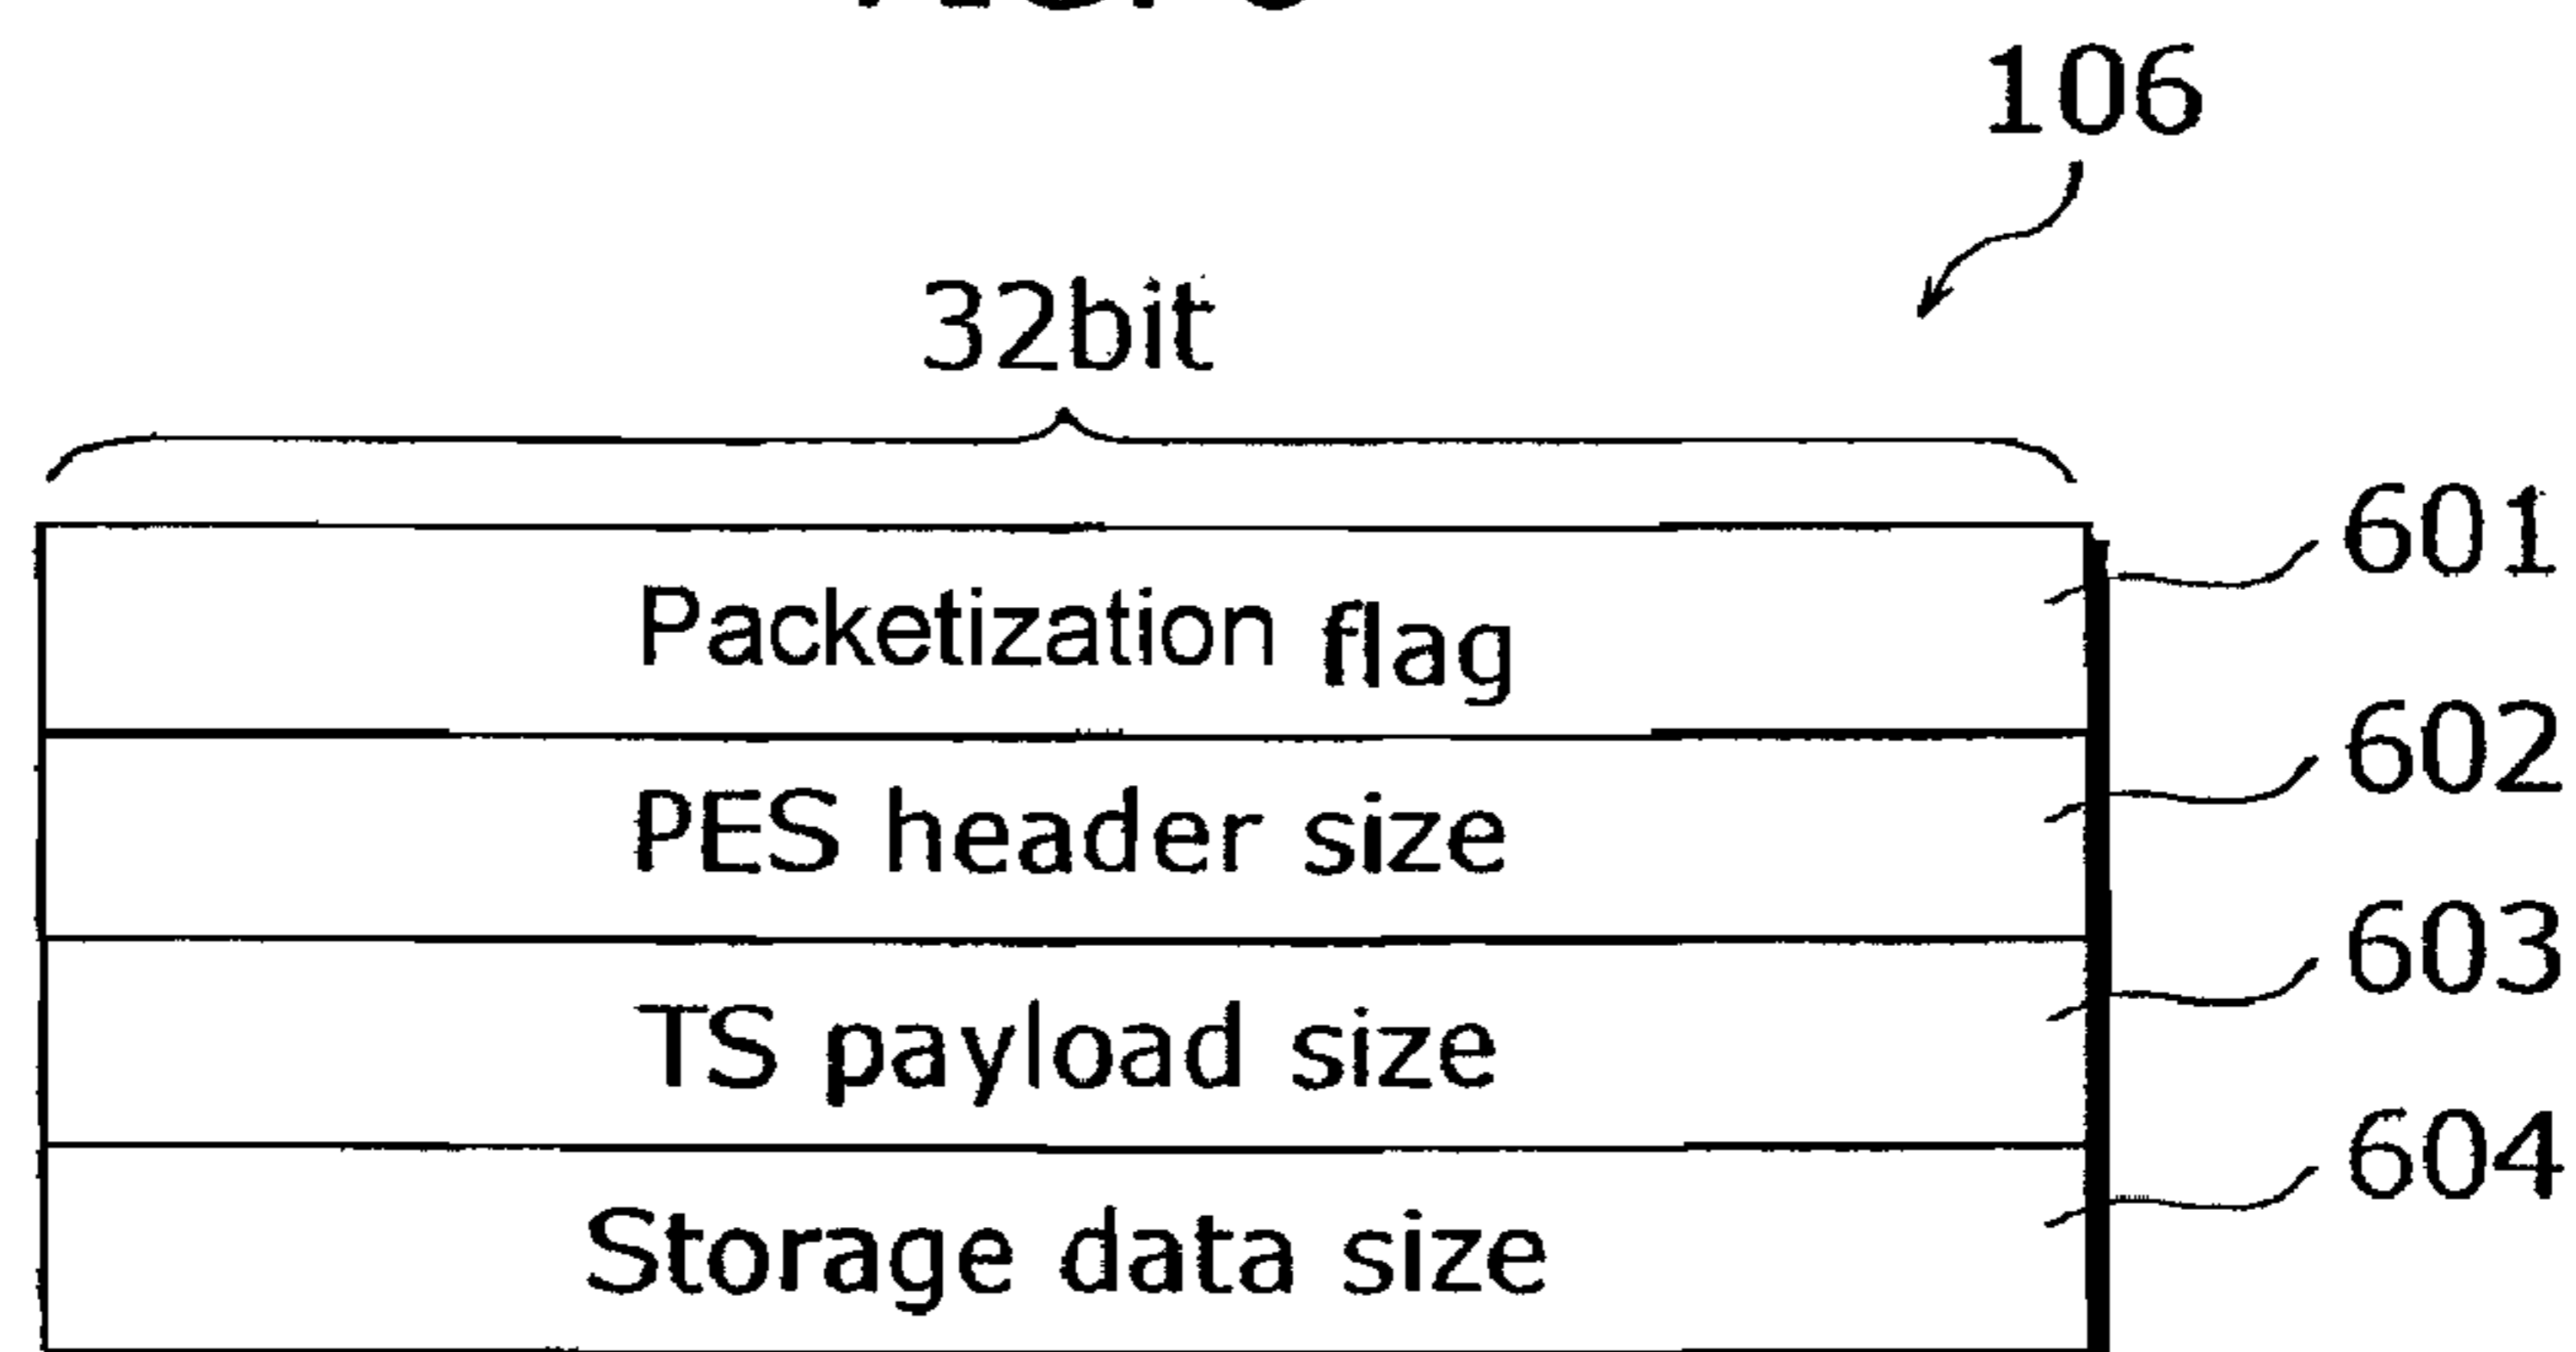 106
32bit
Packetization flag 601
PES header size 602
TS payload size 603
Storage data size 604